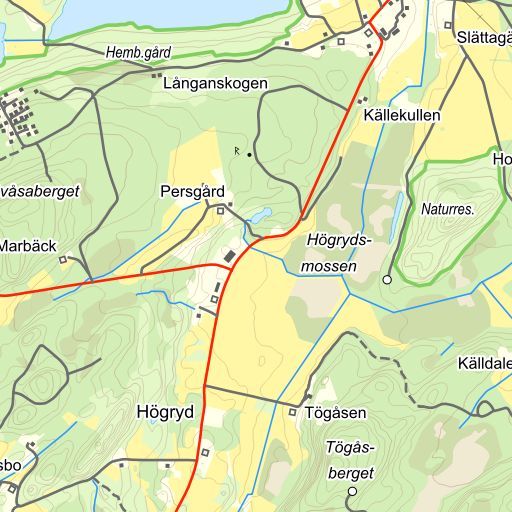 Slättagå
Hemb.gård
Långanskogen
Källekullen
R
Ho
våsaberget
Persgård
Naturres.
Marbäck
Högryds-
mossen
Källdale
Högryd
Tögåsen
Tögås-
berget
sbo